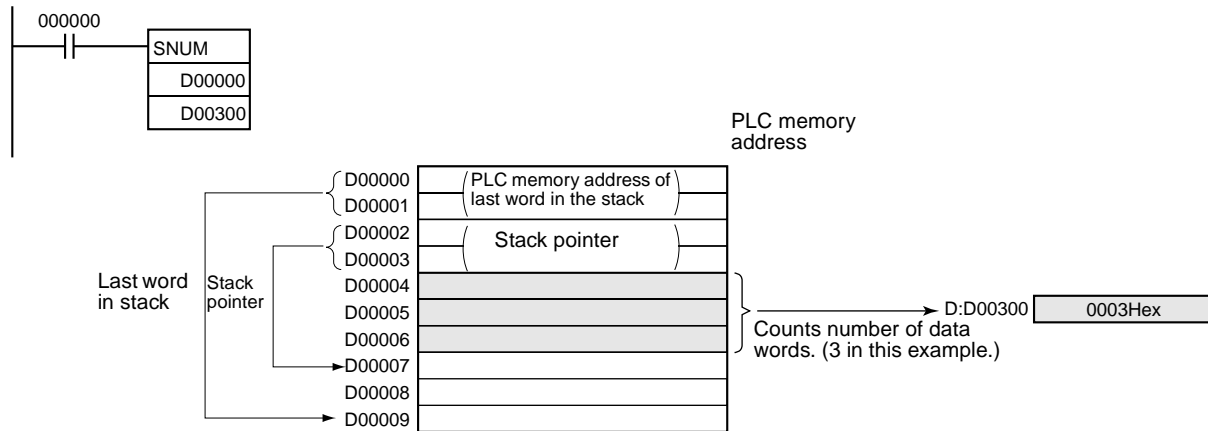 000000
SNUM
D00000
D00300
PLC memory
address
D00000
D00001
D00002
D00003
D00004
D00005
D00006
D00007
D00008
D00009
PLC memory address of
last word in the stack
Stack pointer
Last word
in stack
Stack
pointer
Counts number of data
words. (3 in this example.)
D:D00300
0003Hex